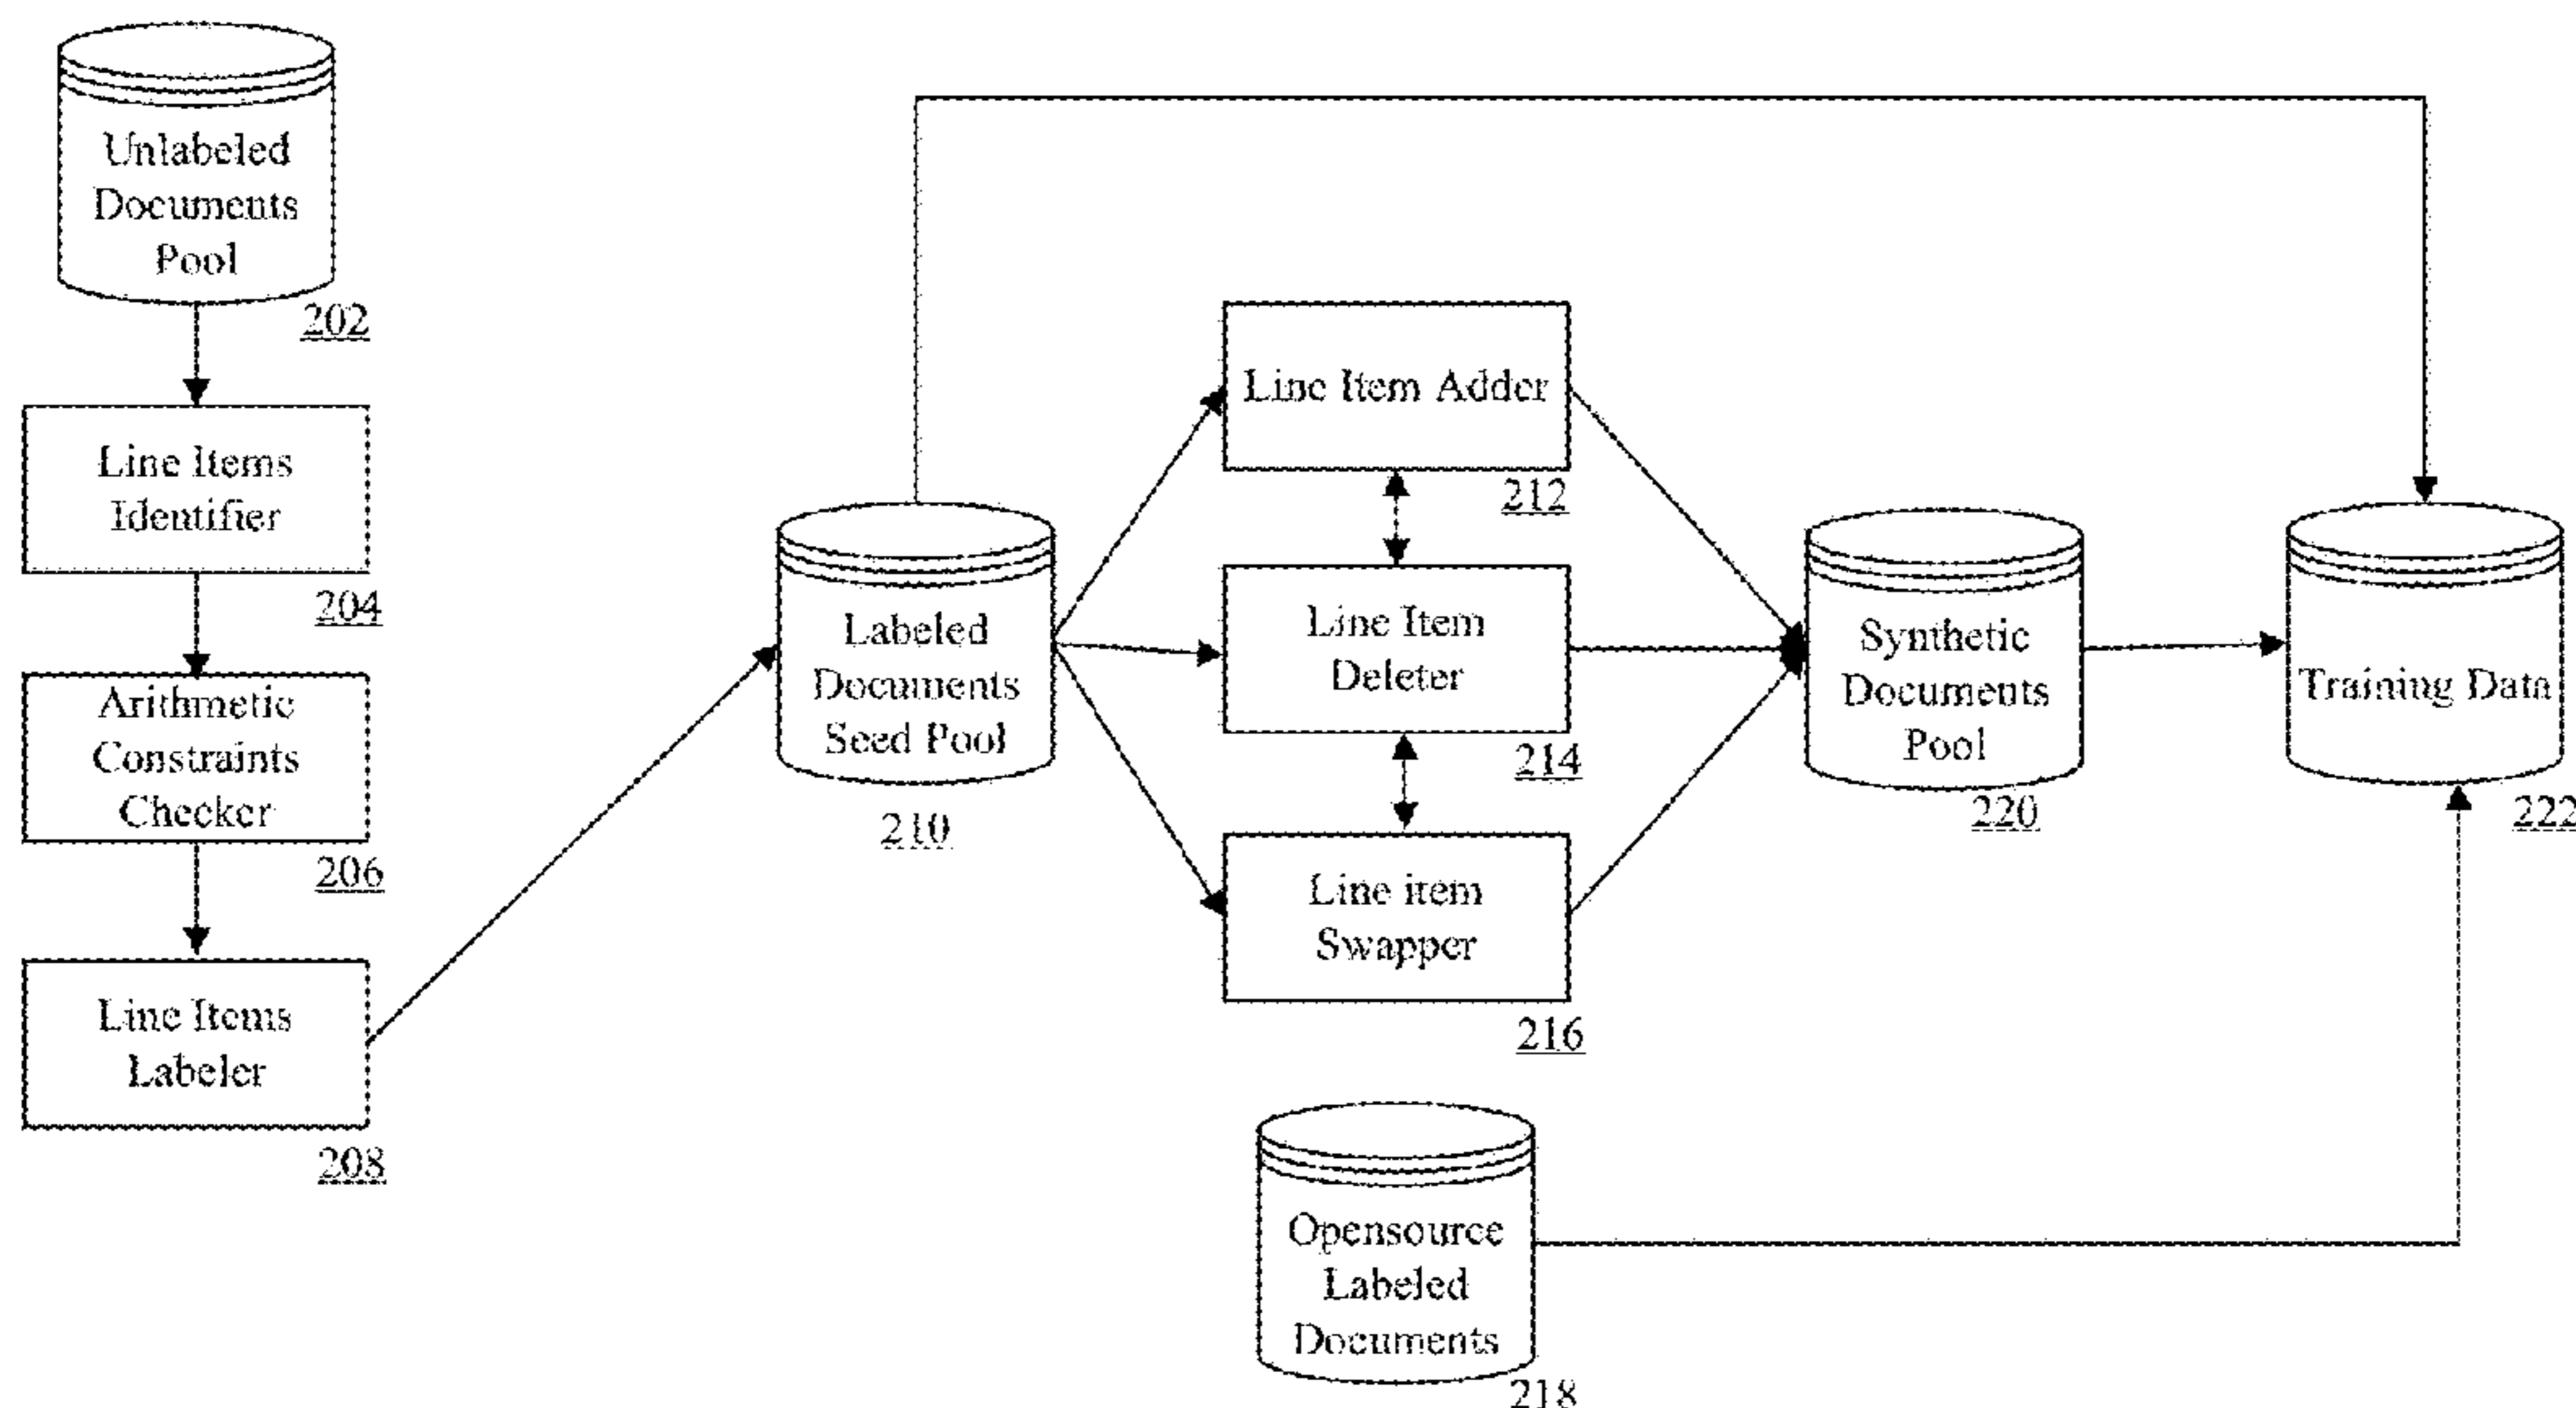 Unlabeled
Documents
Pool
202
Line Items
Identifier
204
Arithmetic
Constraints
Checker
206
Line Items
Labeler
208
Labeled
Documents
Seed Pool
210
Line Item Adder
212
Line Item
Deleter
214
Line item
Swapper
216
Opensource
Labeled
Documents
218
Synthetic
Documents
Pool
220
Training Data
222